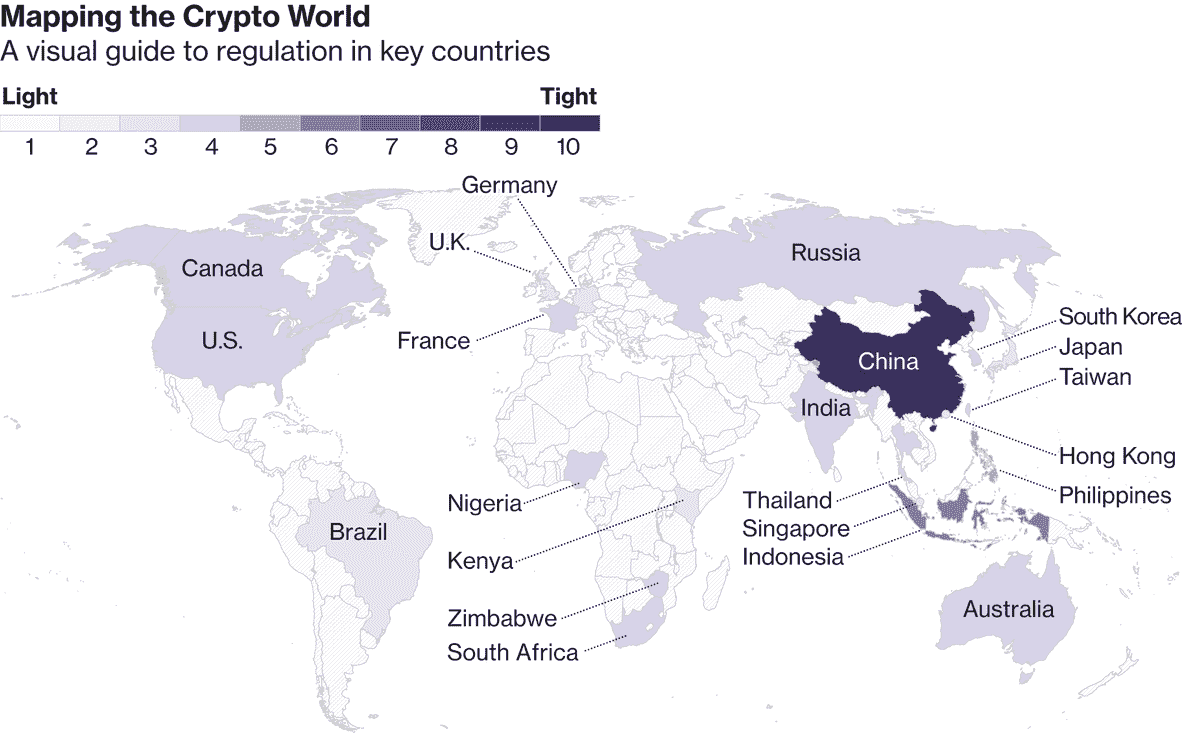 Mapping the Crypto World
A visual guide to regulation in key countries
Light Tight
1 2 3 4 5 6 7 8 9 10
Germany
U.K.
Canada
Russia
U.S.
France
South Korea
Japan
China
Taiwan
India
Hong Kong
Philippines
Nigeria
Thailand
Singapore
Indonesia
Brazil
Kenya
Zimbabwe
South Africa
Australia